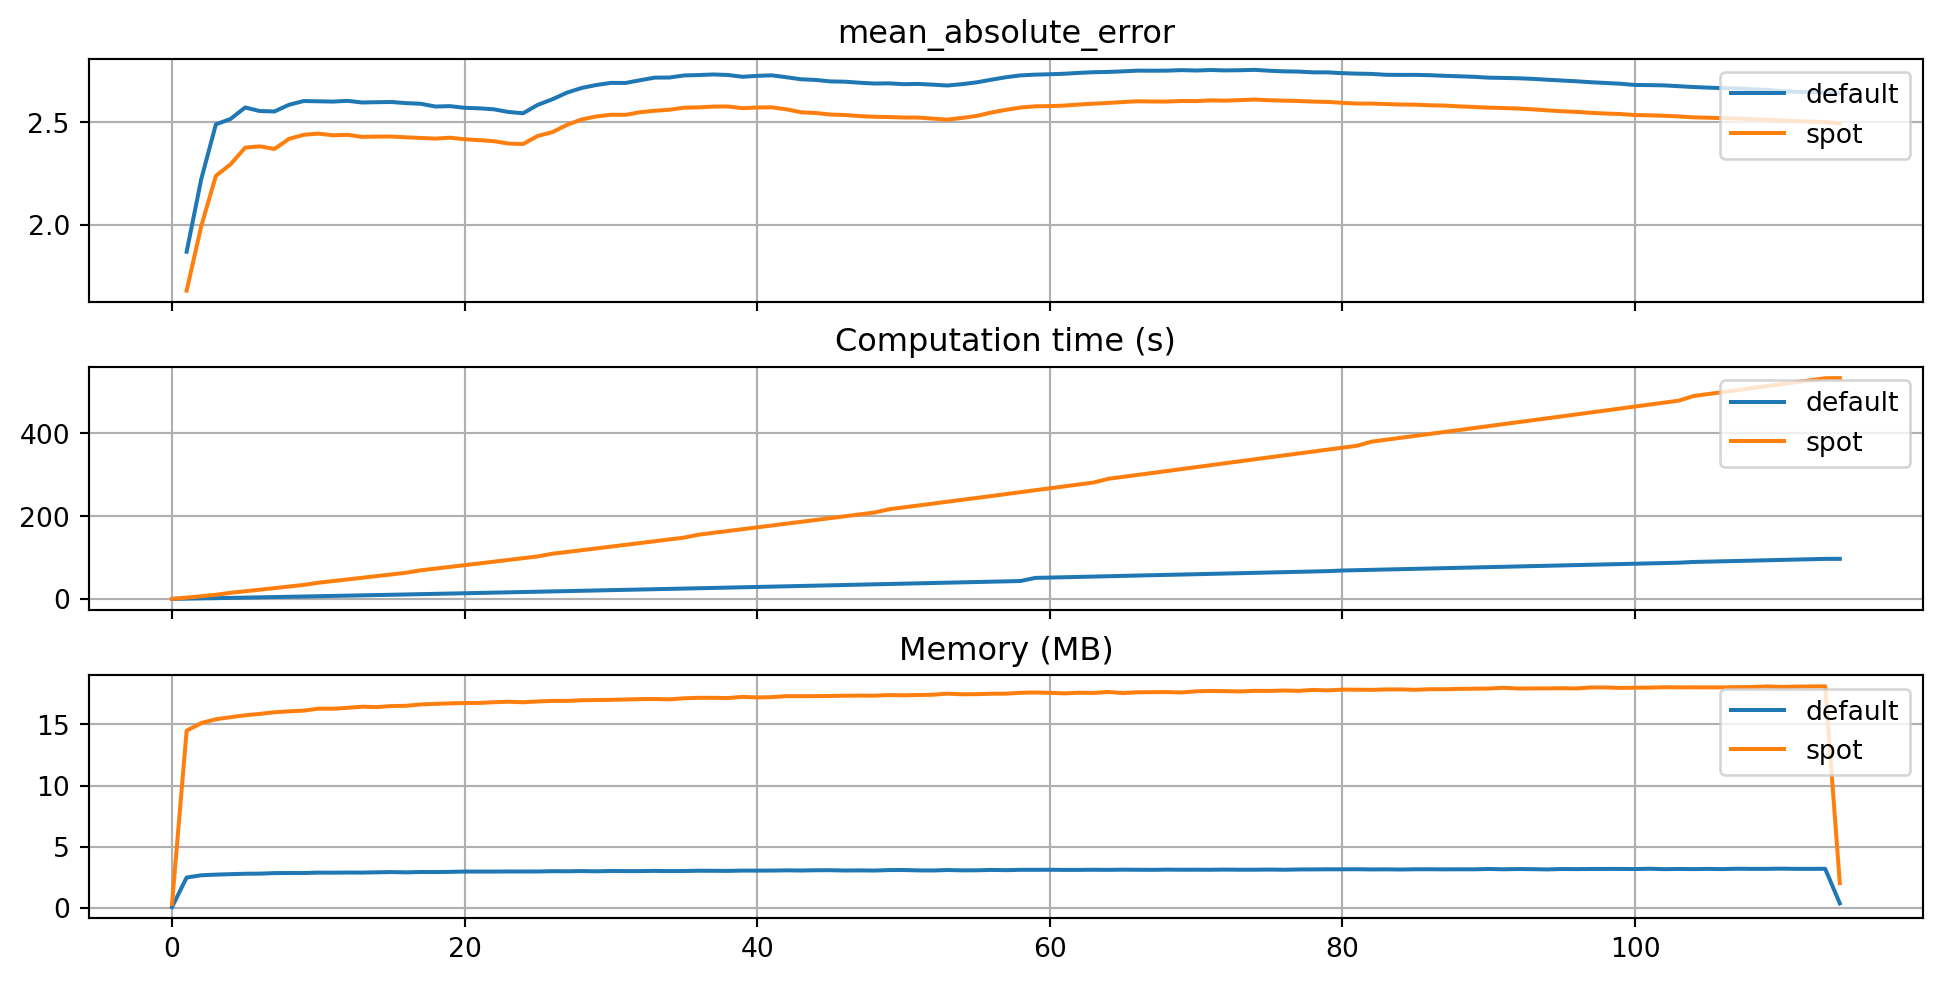 mean_absolute_error
2.5
2.0
default
spot
Computation time (s)
400
200
0
default
spot
Memory (MB)
15
10
5
0
default
spot
0 20 40 60 80 100